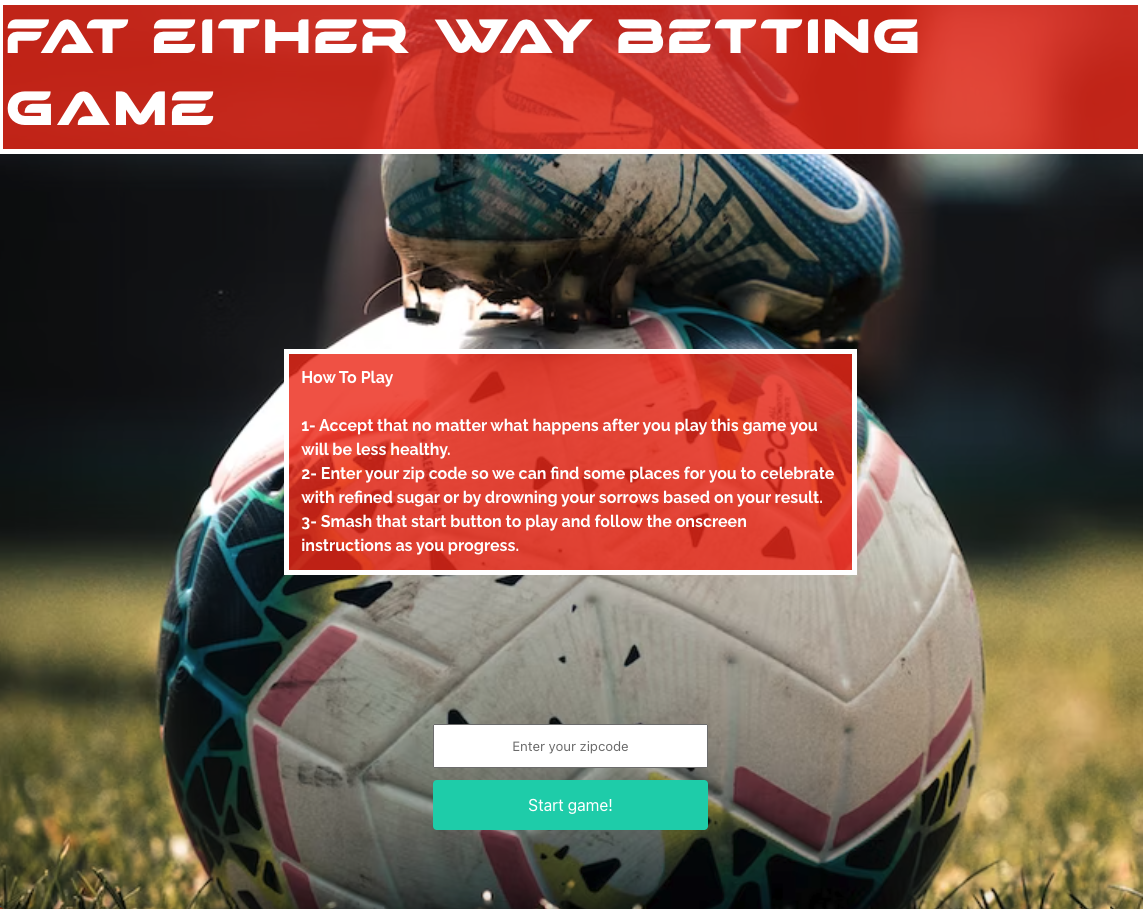 FAT EITHER WAY BETTING
GAME
How To Play
1- Accept that no matter what happens after you play this game you
will be less healthy.
2- Enter your zip code so we can find some places for you to celebrate
with refined sugar or by drowning your sorrows based on your result.
3- Smash that start button to play and follow the onscreen
instructions as you progress.
Enter your zipcode
Start game!